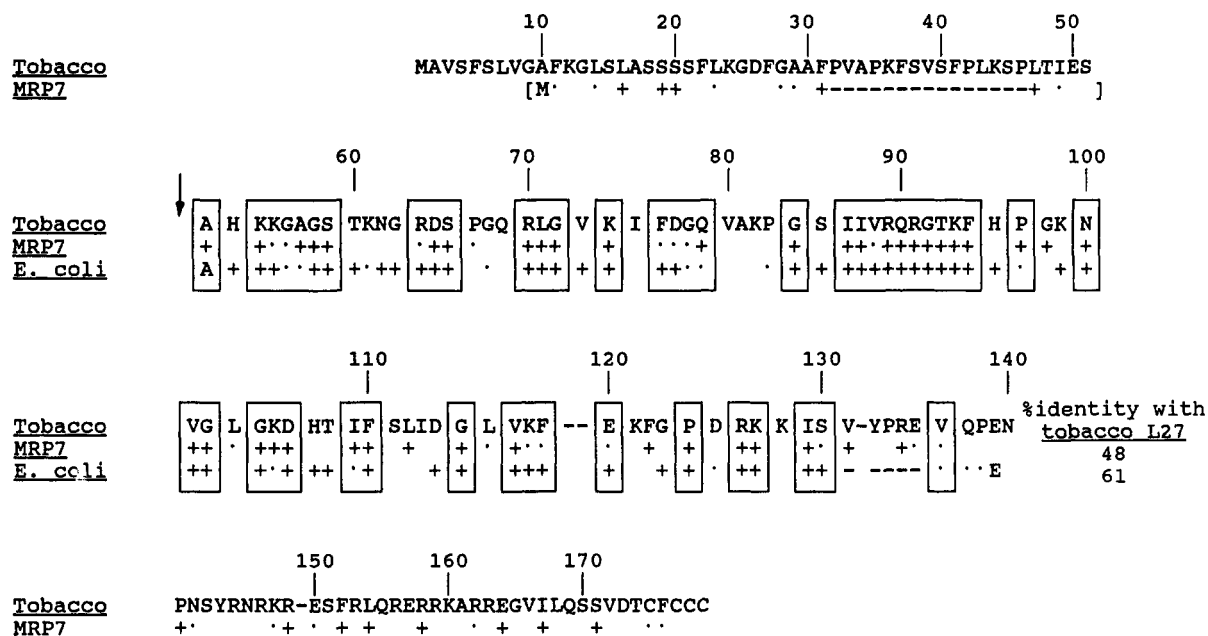 10 20 30 40 50
Tobacco MAVSFSLVGAFKGLSLASSSSFLKGDFGAAFPVAPKFSVSFPLKSPLTIES
MRP7 [M· · + ++ · ·· +---------------+ · ]
60 70 80 90 100
Tobacco A H KKGAGS TKNG RDS PGQ RLG V K I FDGQ VAKP G S IIVRQRGTKF H P GK N
MRP7 + +··+++ ·++ +++ + ···+ + ++·+++++++ + +
E. coli A + ++··++ +·++ +++ · +++ + + ++·· · + + ++++++++++ + · + +
110 120 130 140
Tobacco VG L GKD HT IF SLID G L VKF -- E KFG P D RK K IS V-YPRE V QPEN %identity with
MRP7 ++ · +++ ++ + + · ++· + + + ++ +· · + · tobacco L27
E. coli ++ +·+ ++ ·+ · + +++ + · + · ++ ++ - ---- · ··E 48
61
150 160 170
Tobacco PNSYRNRKR-ESFRLQRERRKARREGVILQSSVDTCFCCC
MRP7 +· · + · + + + · + + + ··